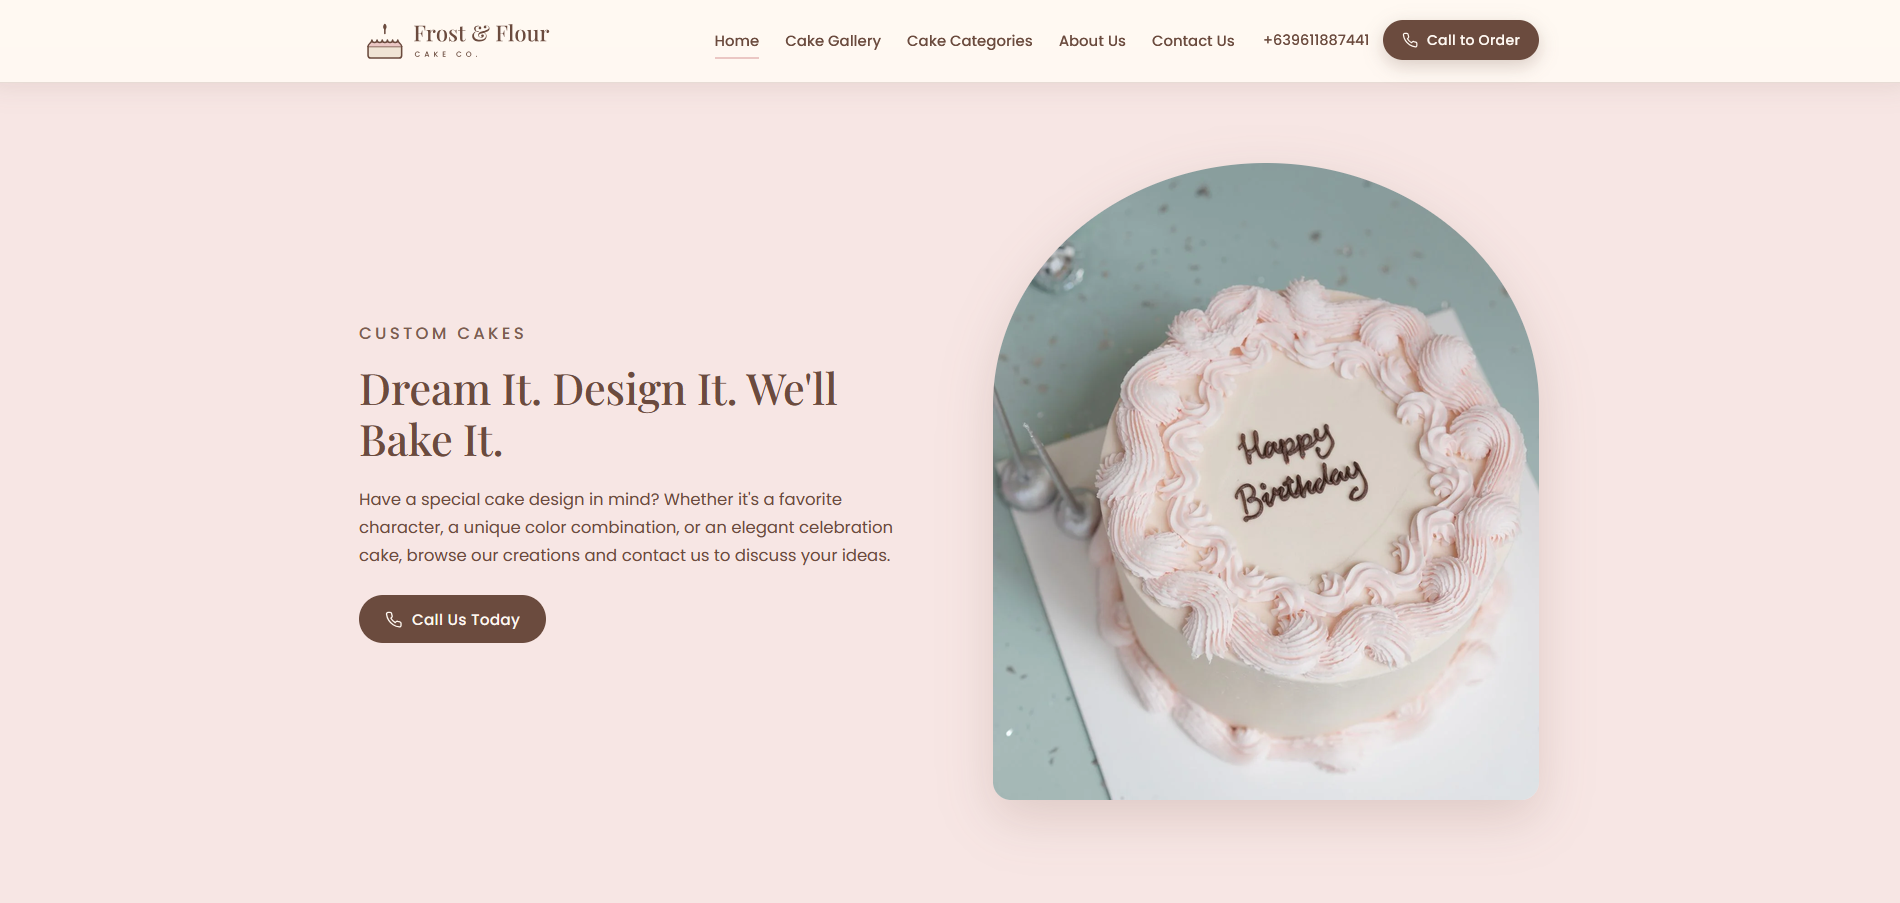 Frost & Flour
CAKE CO.
Home
Cake Gallery
Cake Categories
About Us
Contact Us
+639611887441
Call to Order
CUSTOM CAKES
Dream It. Design It. We'll
Bake It.
Have a special cake design in mind? Whether it's a favorite
character, a unique color combination, or an elegant celebration
cake, browse our creations and contact us to discuss your ideas.
Call Us Today
Happy
Birthday